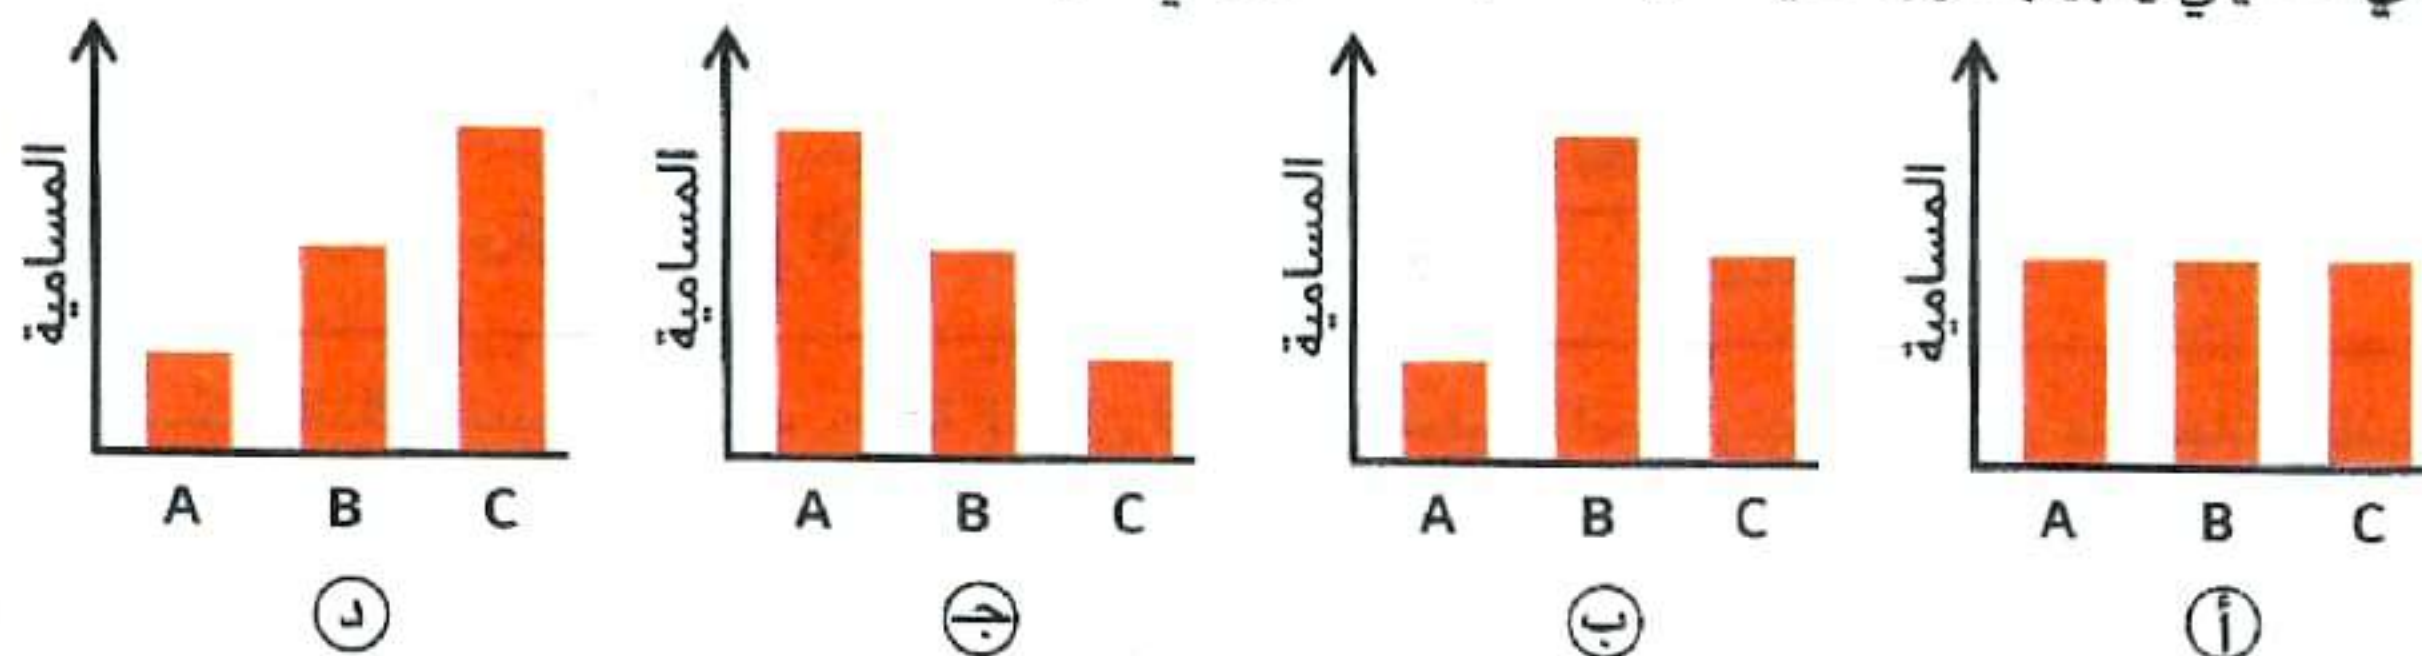 المسامية
A B C
أ
المسامية
A B C
ب
المسامية
A B C
جـ
المسامية
A B C
د